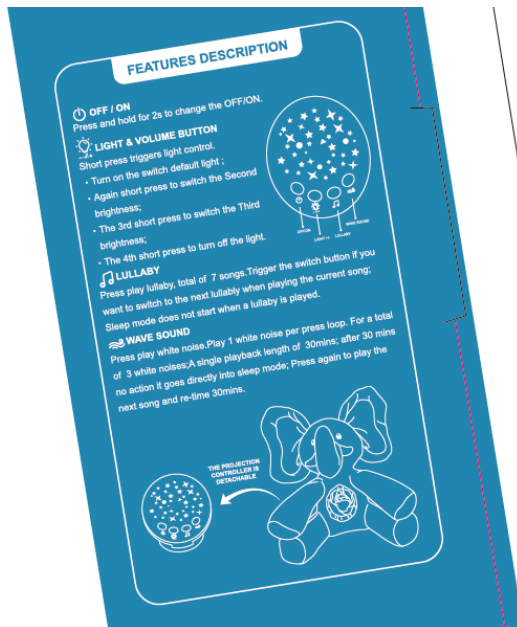 FEATURES DESCRIPTION
OFF / ON
Press and hold for 2s to change the OFF/ON.
LIGHT & VOLUME BUTTON
Short press triggers light control.
· Turn on the switch default light ;
· Again short press to switch the Second
brightness;
· The 3rd short press to switch the Third
brightness;
· The 4th short press to turn off the light.
OFF/ON
LULLABY
WAVE SOUND
LULLABY
Press play lullaby, total of 7 songs.Trigger the switch button if you
want to switch to the next lullaby when playing the current song;
Sleep mode does not start when a lullaby is played.
WAVE SOUND
Press play white noise.Play 1 white noise per press loop. For a total
of 3 white noises;A single playback length of 30mins; after 30 mins
no action it goes directly into sleep mode; Press again to play the
next song and re-time 30mins.
THE PROJECTION
CONTROLLER IS
DETACHABLE